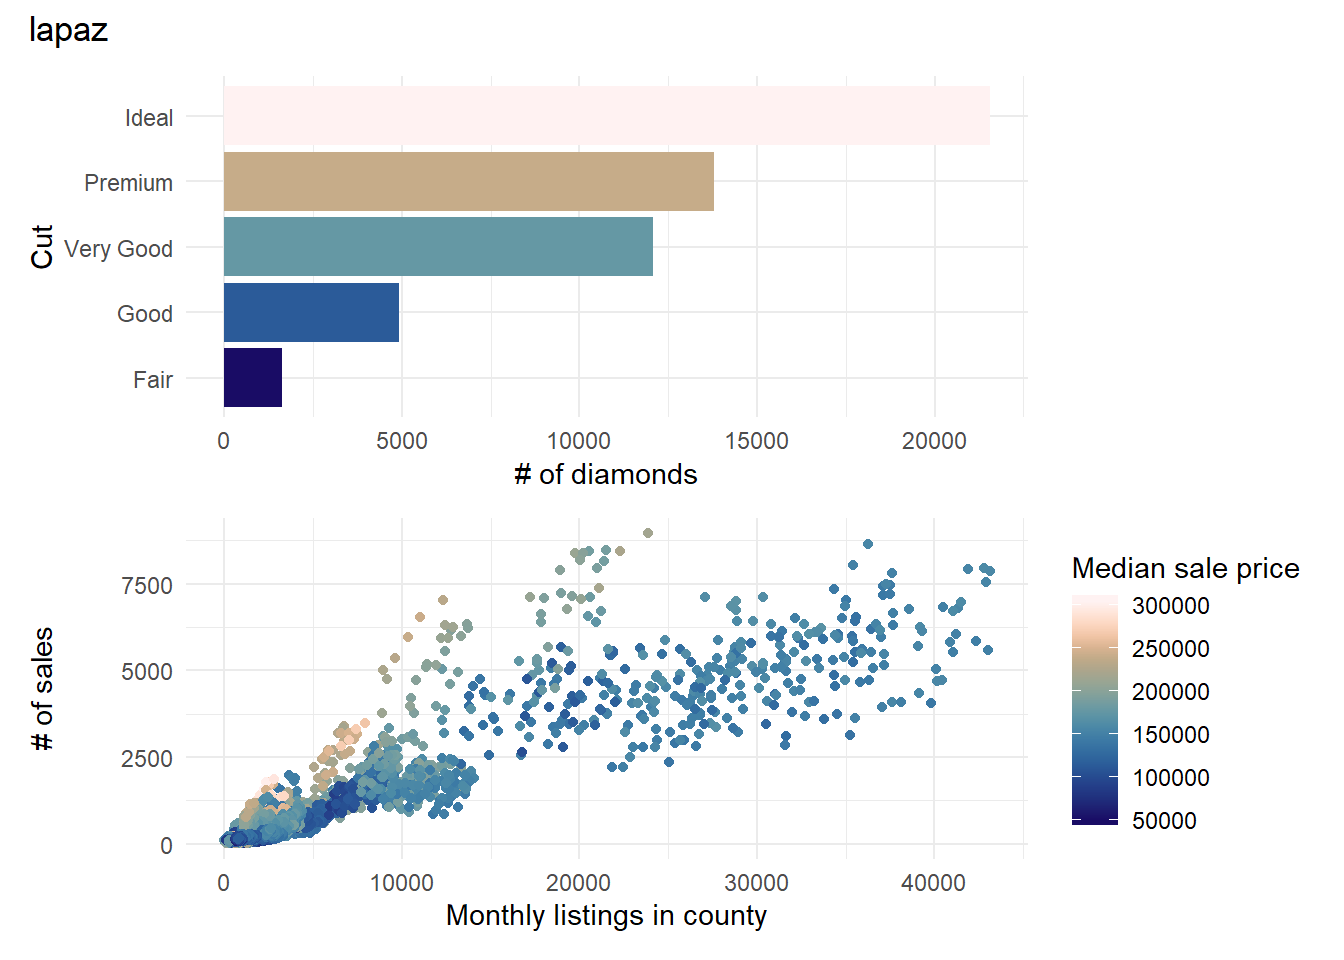 lapaz
Cut
Ideal
Premium
Very Good
Good
Fair
0 5000 10000 15000 20000
# of diamonds
# of sales
7500
5000
2500
0
0 10000 20000 30000 40000
Monthly listings in county
Median sale price
300000
250000
200000
150000
100000
50000